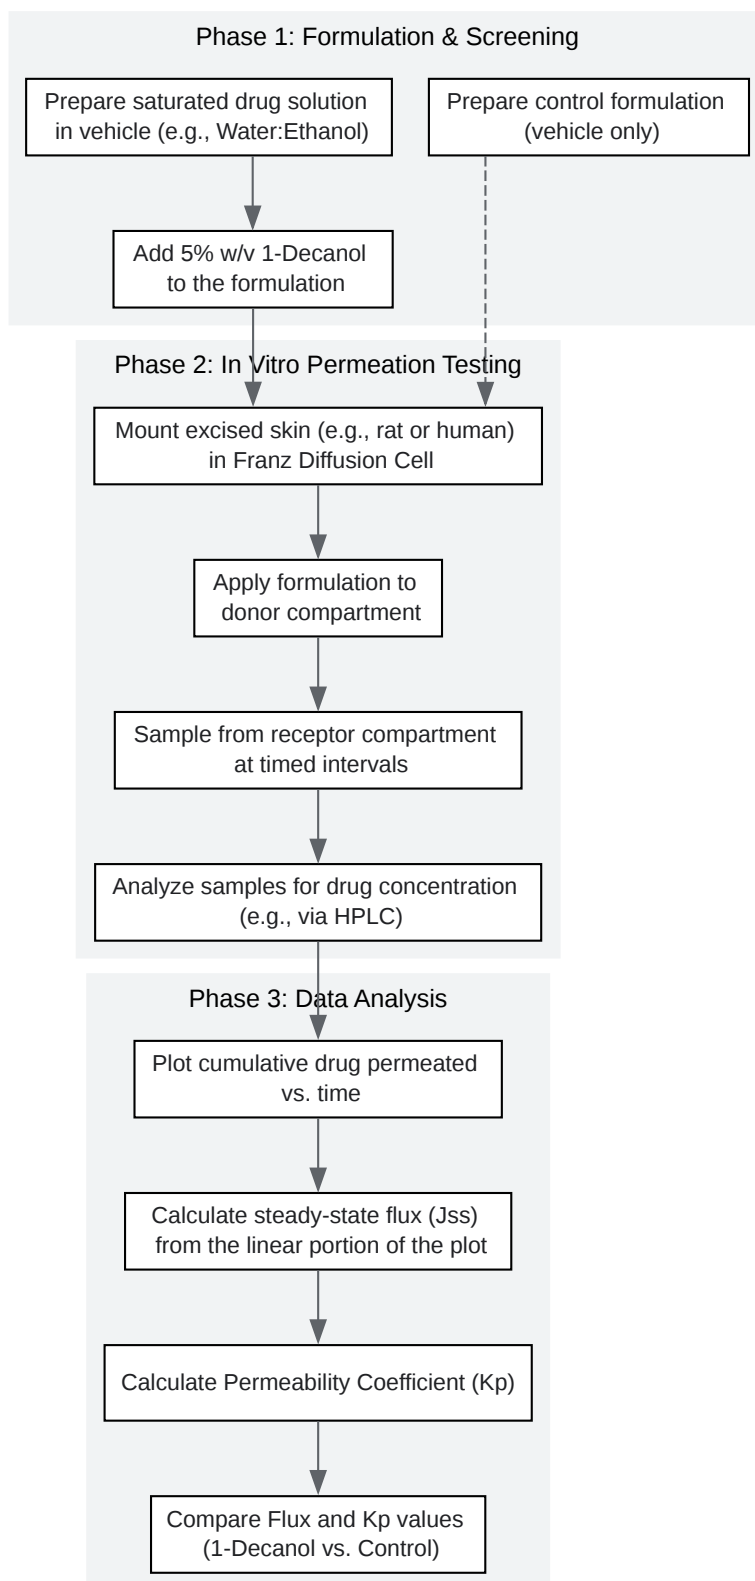 Phase 1: Formulation & Screening
Prepare saturated drug solution
in vehicle (e.g., Water:Ethanol)
Prepare control formulation
(vehicle only)
Add 5% w/v 1-Decanol
to the formulation
Phase 2: In Vitro Permeation Testing
Mount excised skin (e.g., rat or human)
in Franz Diffusion Cell
Apply formulation to
donor compartment
Sample from receptor compartment
at timed intervals
Analyze samples for drug concentration
(e.g., via HPLC)
Phase 3: Data Analysis
Plot cumulative drug permeated
vs. time
Calculate steady-state flux (Jss)
from the linear portion of the plot
Calculate Permeability Coefficient (Kp)
Compare Flux and Kp values
(1-Decanol vs. Control)